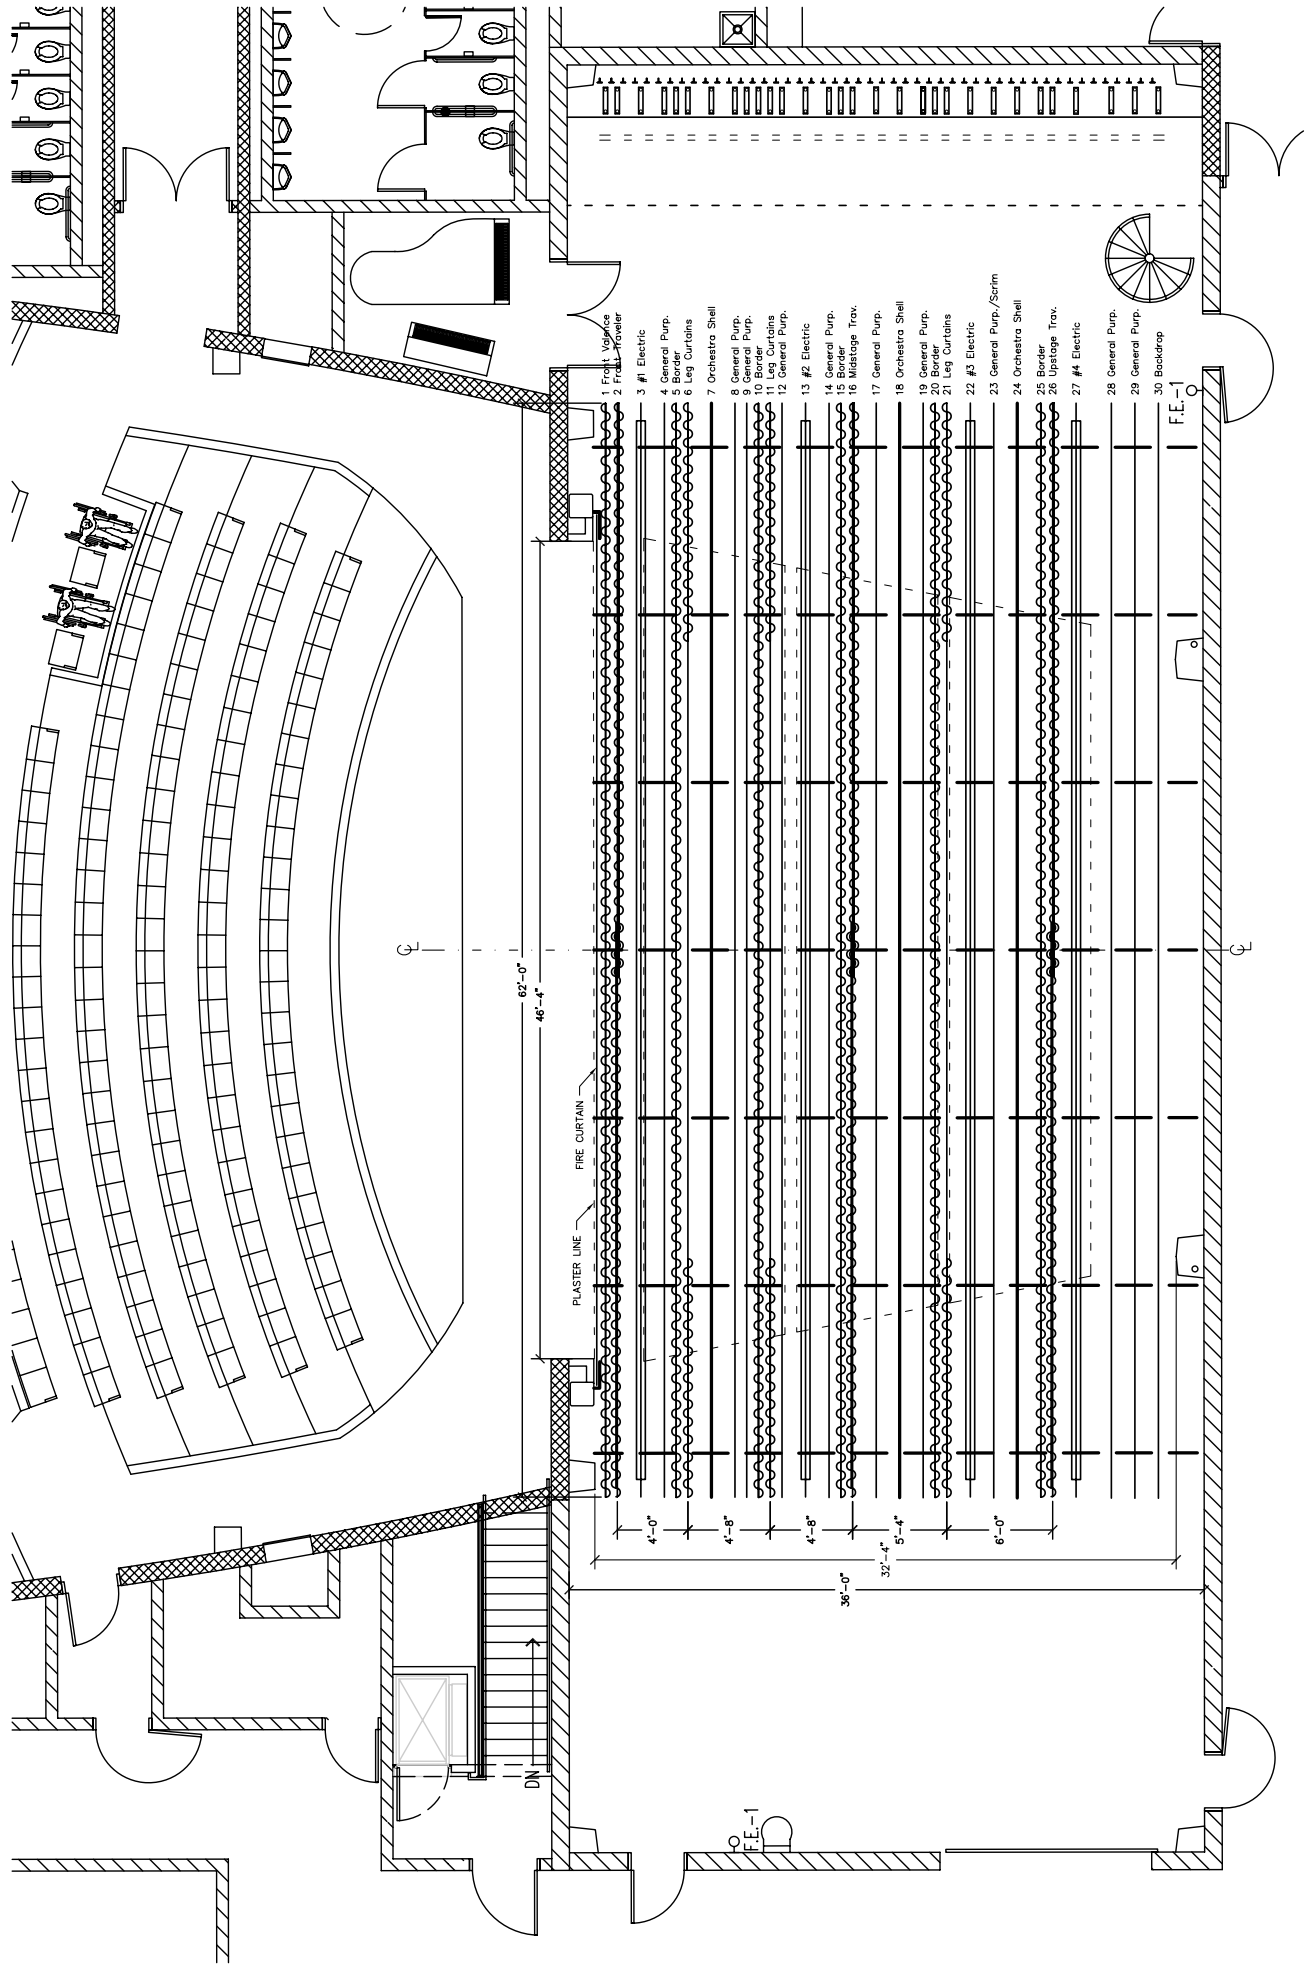 1 Front Valence
2 Front Traveler
3 #1 Electric
4 General Purp.
5 Border
6 Leg Curtains
7 Orchestra Shell
8 General Purp.
9 General Purp.
10 Border
11 Leg Curtains
12 General Purp.
13 #2 Electric
14 General Purp.
15 Border
16 Midstage Trav.
17 General Purp.
18 Orchestra Shell
19 General Purp.
20 Border
21 Leg Curtains
22 #3 Electric
23 General Purp./Scrim
24 Orchestra Shell
25 Border
26 Upstage Trav.
27 #4 Electric
28 General Purp.
29 General Purp.
30 Backdrop
F.E.-1
CL
CL
62'-0"
46'-4"
FIRE CURTAIN
PLASTER LINE
4'-0"
4'-8"
4'-8"
5'-4"
6'-0"
32'-4"
36'-0"
DN
F.E.-1